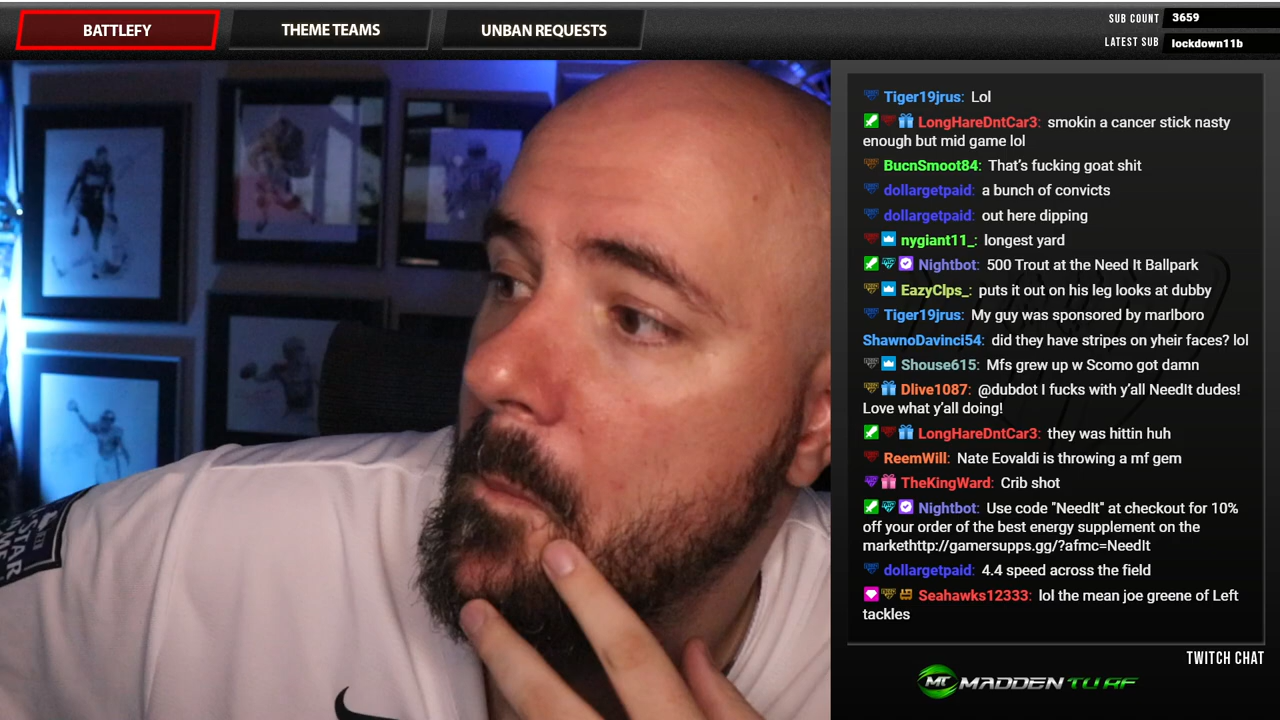 BATTLEFY
THEME TEAMS
UNBAN REQUESTS
SUB COUNT 3659
LATEST SUB lockdown11b
Tiger19jrus: Lol
LongHareDntCar3: smokin a cancer stick nasty
enough but mid game lol
BucnSmoot84: That's fucking goat shit
dollargetpaid: a bunch of convicts
dollargetpaid: out here dipping
nygiant11_: longest yard
Nightbot: 500 Trout at the Need It Ballpark
EazyClps_: puts it out on his leg looks at dubby
Tiger19jrus: My guy was sponsored by marlboro
ShawnoDavinci54: did they have stripes on yheir faces? lol
Shouse615: Mfs grew up w Scomo got damn
Dlive1087: @dubdot I fucks with y'all NeedIt dudes!
Love what y'all doing!
LongHareDntCar3: they was hittin huh
ReemWill: Nate Eovaldi is throwing a mf gem
TheKingWard: Crib shot
Nightbot: Use code "NeedIt" at checkout for 10%
off your order of the best energy supplement on the
markethttp://gamersupps.gg/?afmc=NeedIt
dollargetpaid: 4.4 speed across the field
Seahawks12333: lol the mean joe greene of Left
tackles
TWITCH CHAT
MT MADDEN TURF
STAR